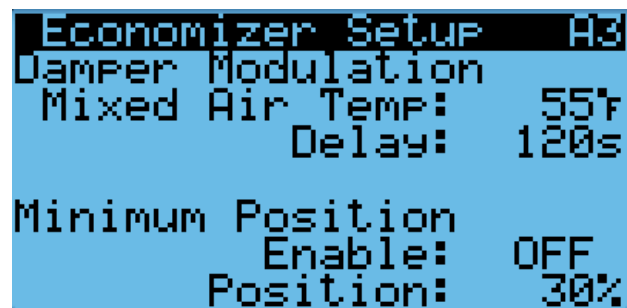 Economizer Setup A3
Damper Modulation
Mixed Air Temp: 55°F
Delay: 120s
Minimum Position
Enable: OFF
Position: 30%